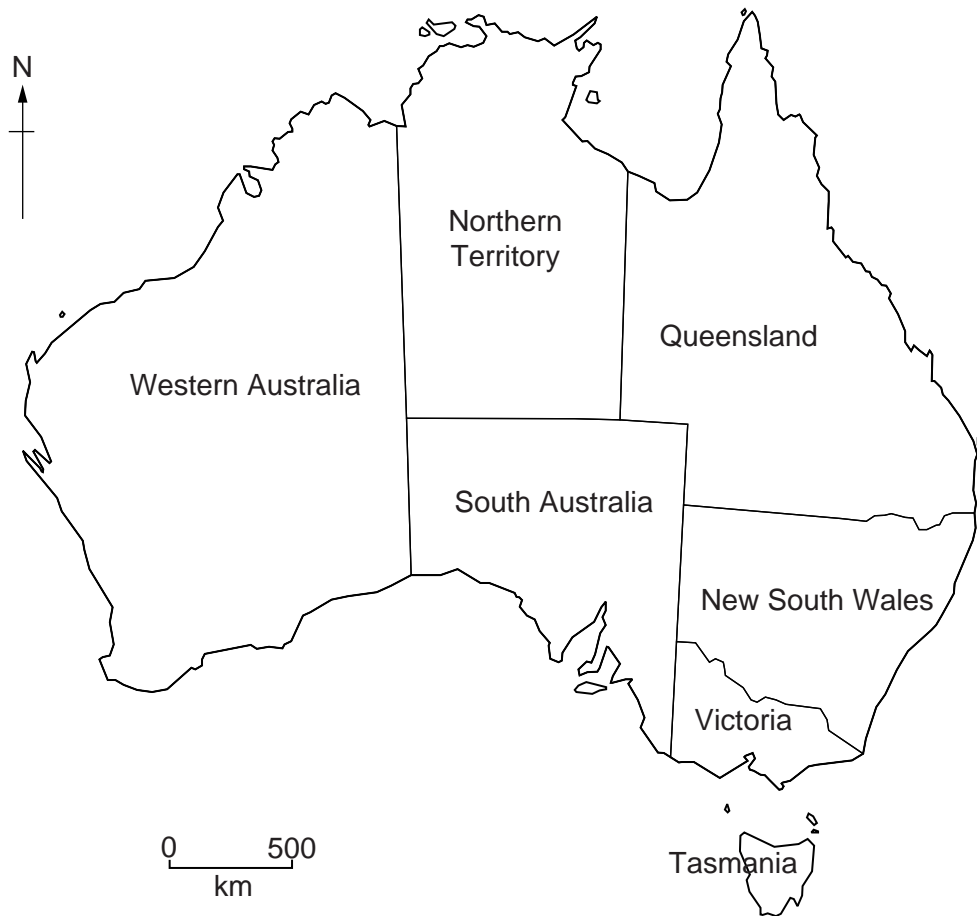 N
Northern
Territory
Queensland
Western Australia
South Australia
New South Wales
Victoria
0 500
km
Tasmania